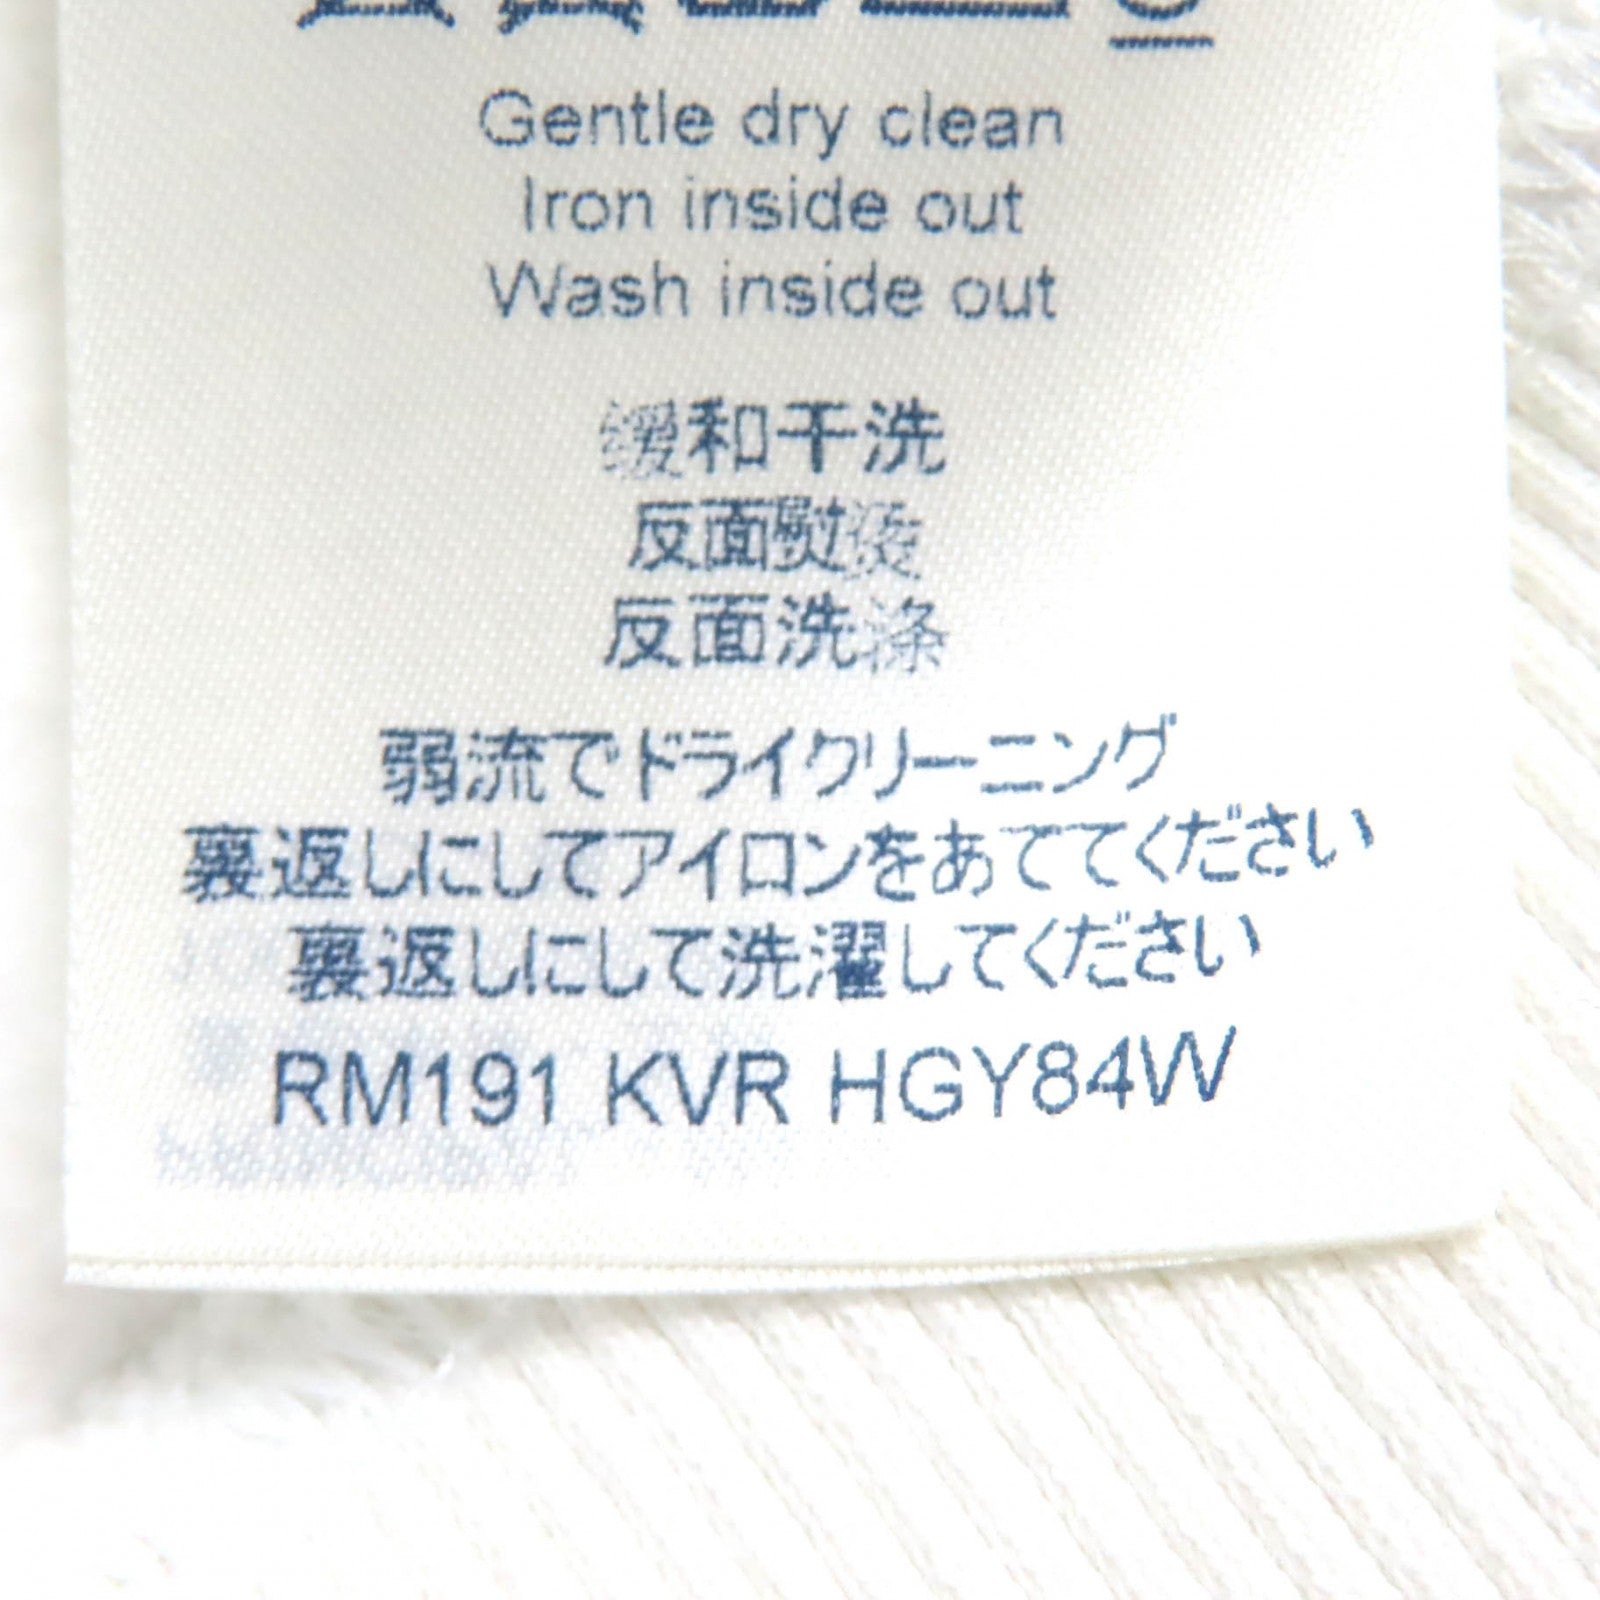 Gentle dry clean
Iron inside out
Wash inside out
缓和干洗
反面熨烫
反面洗涤
弱流でドライクリーニング
裏返しにしてアイロンをあててください
裏返しにして洗濯してください
RM191 KVR HGY84W